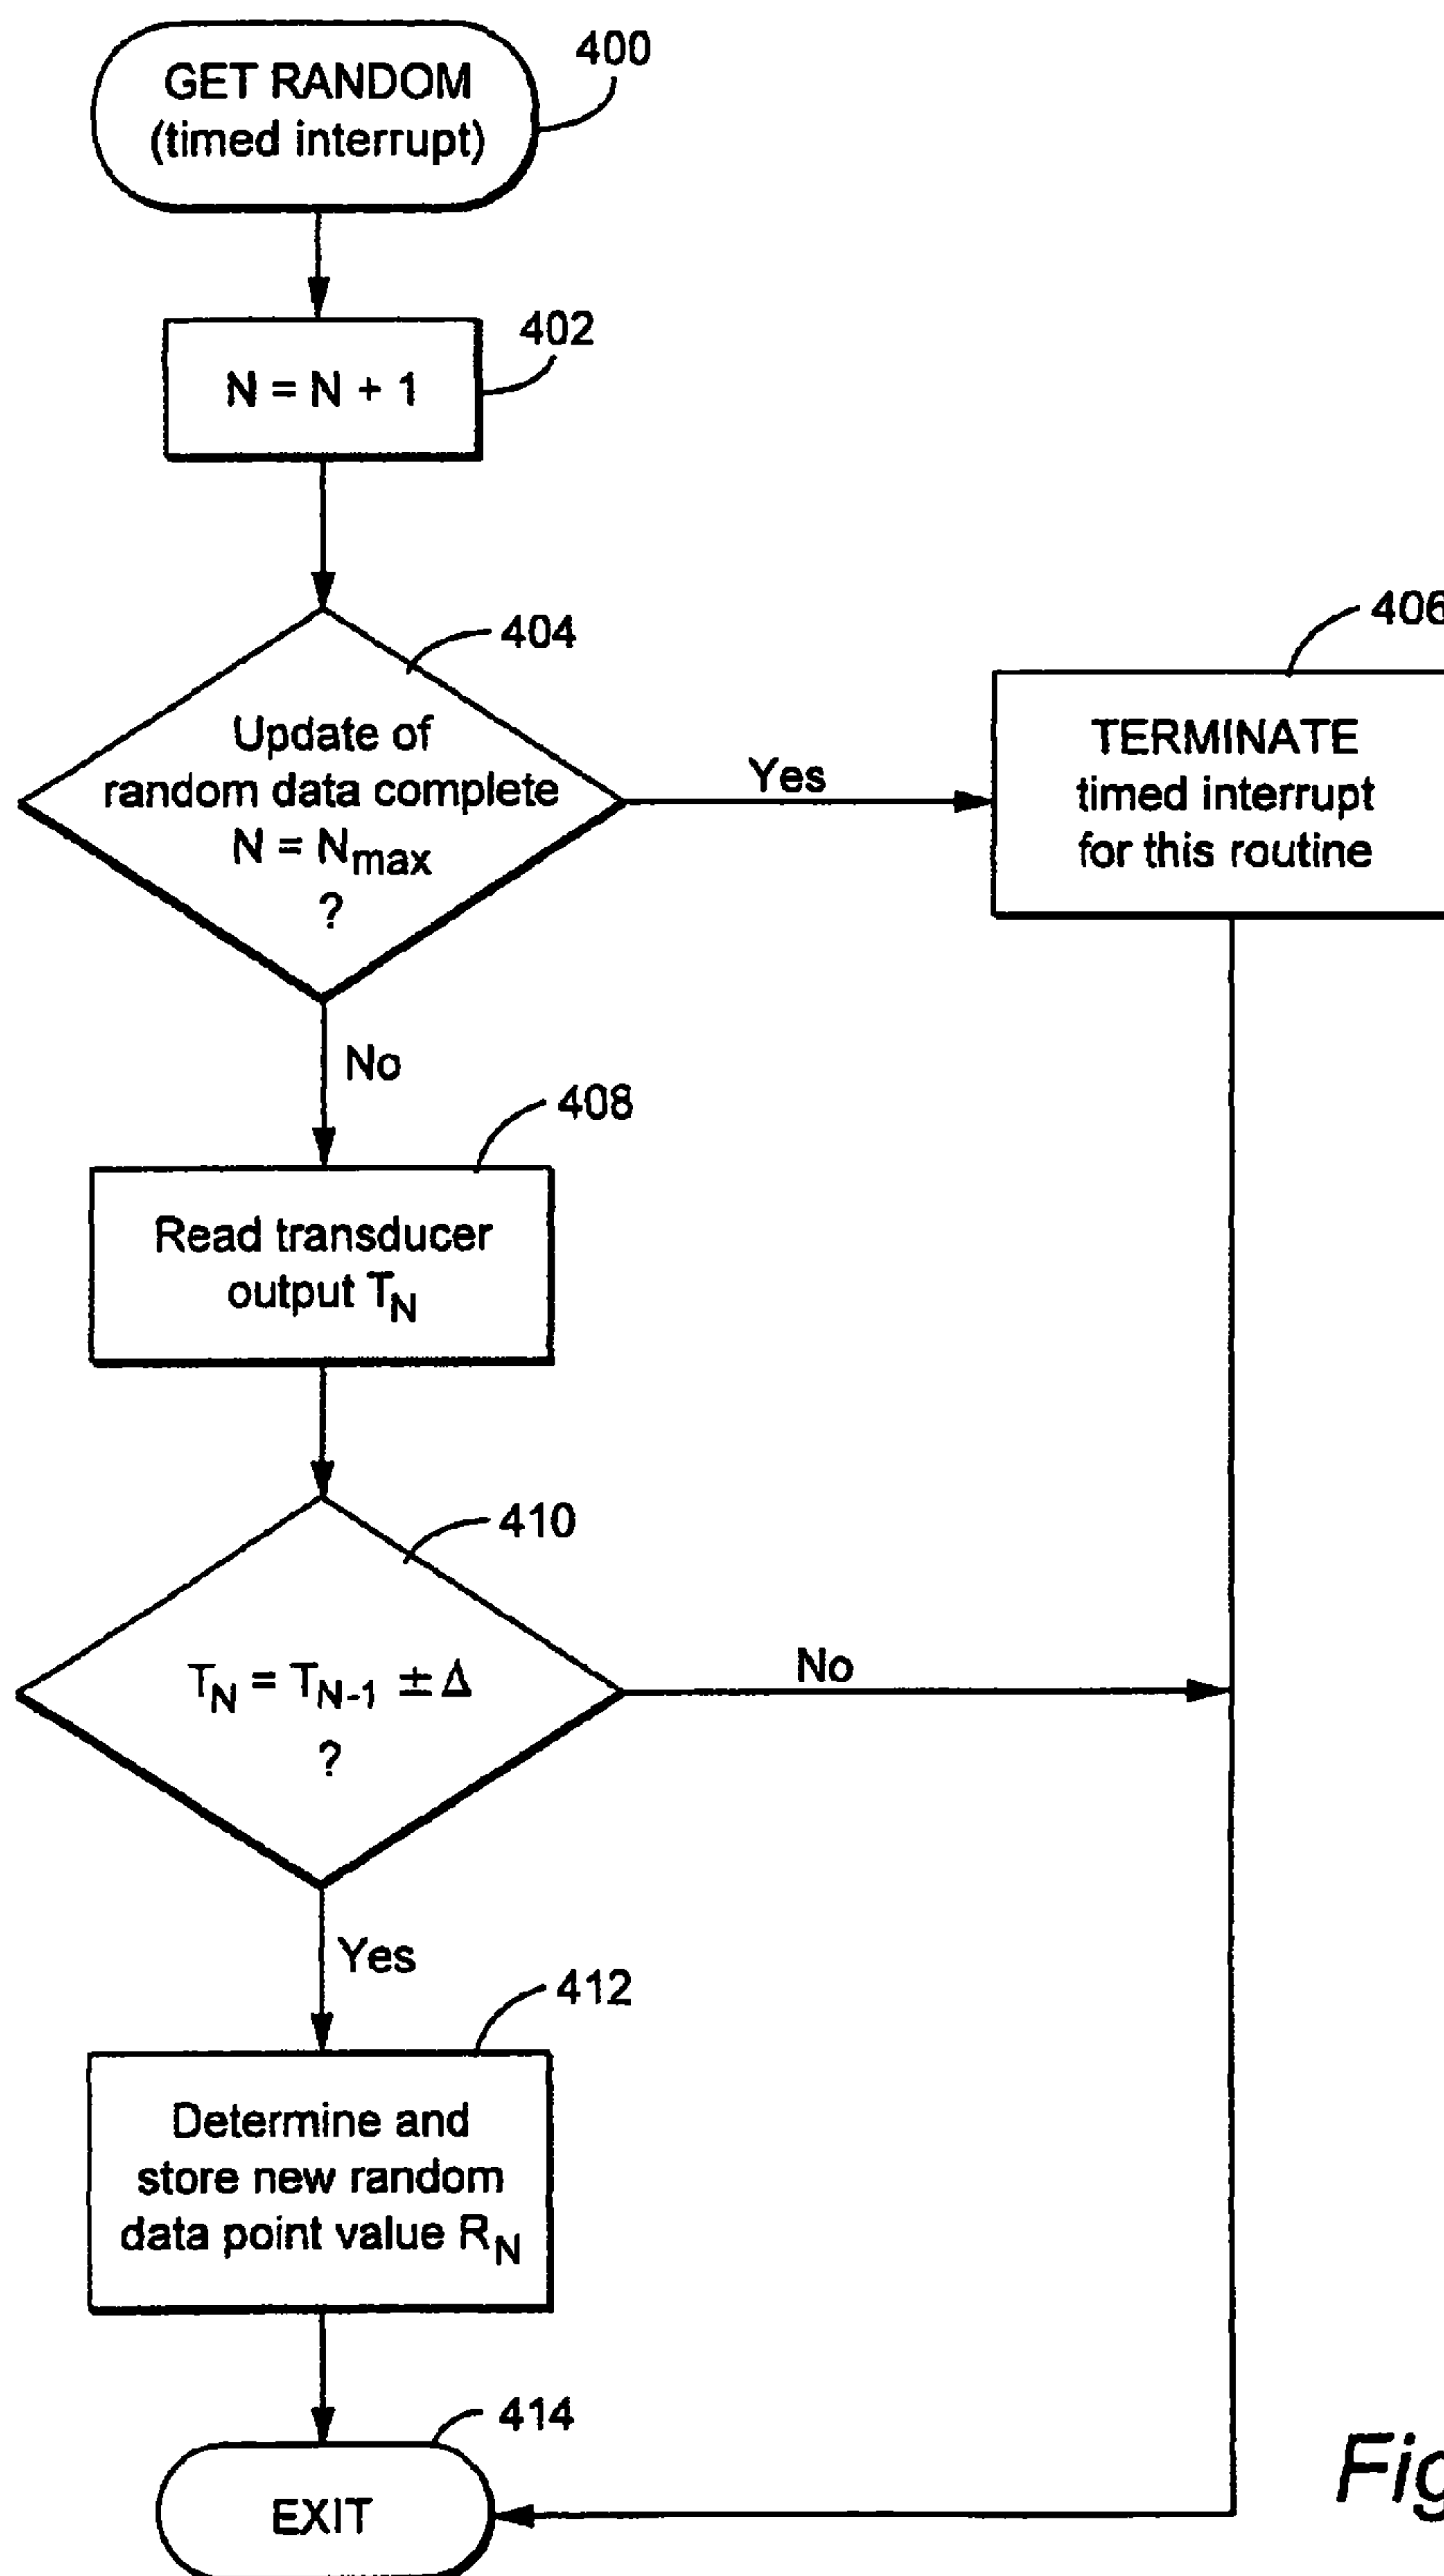 GET RANDOM
(timed interrupt)
400
N = N + 1
402
404
Update of
random data complete
N = Nmax
?
Yes
406
TERMINATE
timed interrupt
for this routine
No
408
Read transducer
output TN
410
TN = TN-1 ± Δ
?
No
Yes
412
Determine and
store new random
data point value RN
414
EXIT
Fig